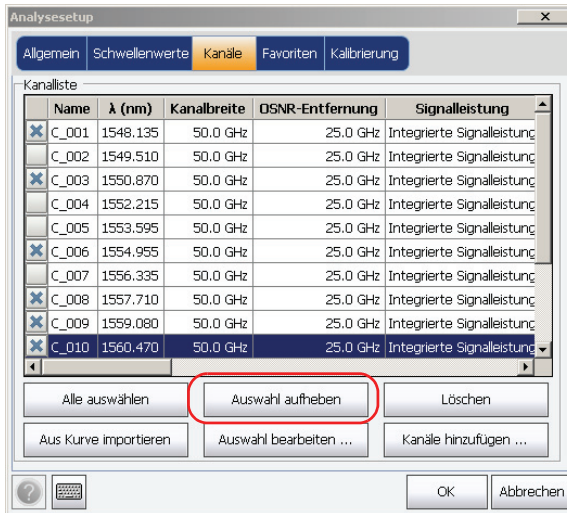 Analysesetup
Allgemein Schwellenwerte Kanäle Favoriten Kalibrierung
Kanalliste
Name λ (nm) Kanalbreite OSNR-Entfernung Signalleistung
C_001 1548.135 50.0 GHz 25.0 GHz Integrierte Signalleistung
C_002 1549.510 50.0 GHz 25.0 GHz Integrierte Signalleistung
C_003 1550.870 50.0 GHz 25.0 GHz Integrierte Signalleistung
C_004 1552.215 50.0 GHz 25.0 GHz Integrierte Signalleistung
C_005 1553.595 50.0 GHz 25.0 GHz Integrierte Signalleistung
C_006 1554.955 50.0 GHz 25.0 GHz Integrierte Signalleistung
C_007 1556.335 50.0 GHz 25.0 GHz Integrierte Signalleistung
C_008 1557.710 50.0 GHz 25.0 GHz Integrierte Signalleistung
C_009 1559.080 50.0 GHz 25.0 GHz Integrierte Signalleistung
C_010 1560.470 50.0 GHz 25.0 GHz Integrierte Signalleistung
Alle auswählen Auswahl aufheben Löschen
Aus Kurve importieren Auswahl bearbeiten ... Kanäle hinzufügen ...
? OK Abbrechen